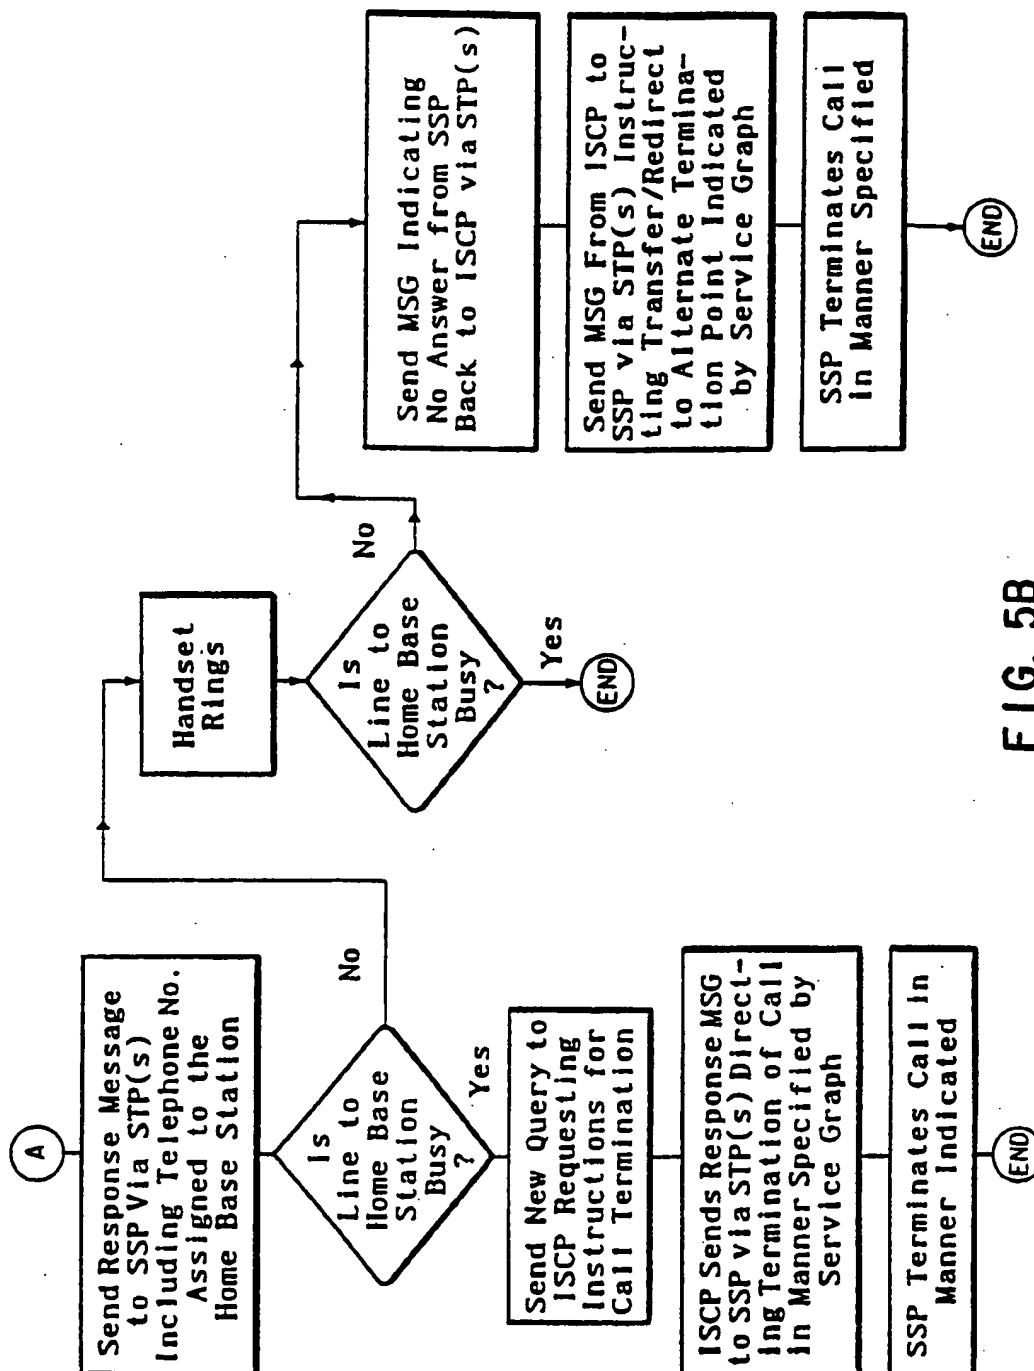 A
Send Response Message
to SSP Via STP(s)
Including Telephone No.
Assigned to the
Home Base Station
Is
Line to
Home Base
Station
Busy
?
No
Yes
Send New Query to
ISCP Requesting
Instructions for
Call Termination
ISCP Sends Response MSG
to SSP via STP(s) Direct-
ing Termination of Call
in Manner Specified by
Service Graph
SSP Terminates Call in
Manner Indicated
END
Handset
Rings
Is
Line to
Home Base
Station
Busy
?
No
Yes
END
Send MSG Indicating
No Answer from SSP
Back to ISCP via STP(s)
Send MSG From ISCP to
SSP via STP(s) Instruc-
ting Transfer/Redirect
to Alternate Termina-
tion Point Indicated
by Service Graph
SSP Terminates Call
in Manner Specified
END
FIG. 5B